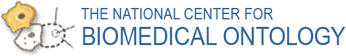 THE NATIONAL CENTER FOR
BIOMEDICAL ONTOLOGY